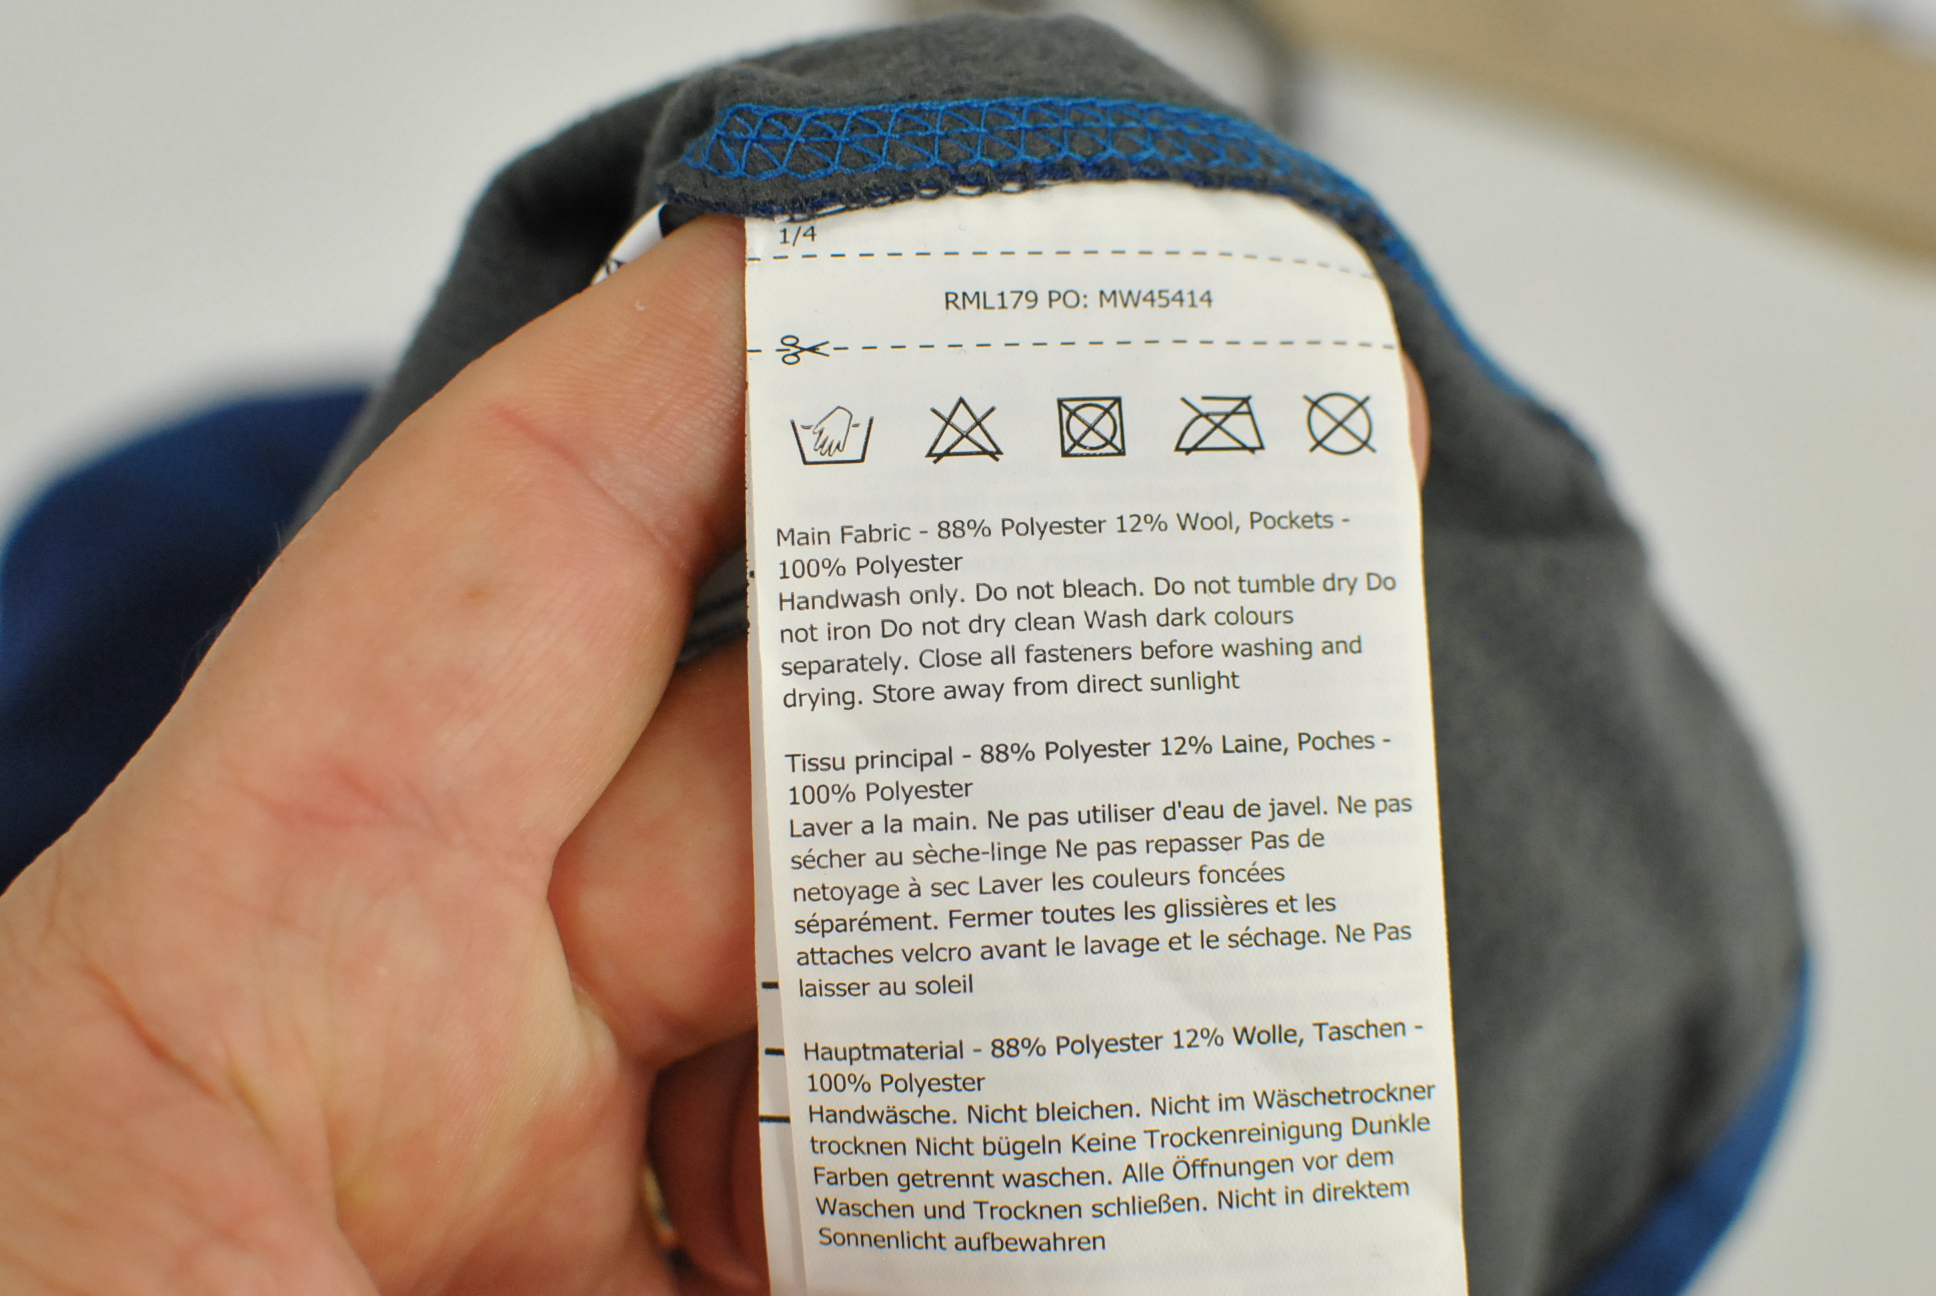 1/4
RML179 PO: MW45414
Main Fabric - 88% Polyester 12% Wool, Pockets -
100% Polyester
Handwash only. Do not bleach. Do not tumble dry Do
not iron Do not dry clean Wash dark colours
separately. Close all fasteners before washing and
drying. Store away from direct sunlight
Tissu principal - 88% Polyester 12% Laine, Poches -
100% Polyester
Laver a la main. Ne pas utiliser d'eau de javel. Ne pas
sécher au sèche-linge Ne pas repasser Pas de
netoyage à sec Laver les couleurs foncées
séparément. Fermer toutes les glissières et les
attaches velcro avant le lavage et le séchage. Ne Pas
laisser au soleil
Hauptmaterial - 88% Polyester 12% Wolle, Taschen -
100% Polyester
Handwäsche. Nicht bleichen. Nicht im Wäschetrockner
trocknen Nicht bügeln Keine Trockenreinigung Dunkle
Farben getrennt waschen. Alle Öffnungen vor dem
Waschen und Trocknen schließen. Nicht in direktem
Sonnenlicht aufbewahren